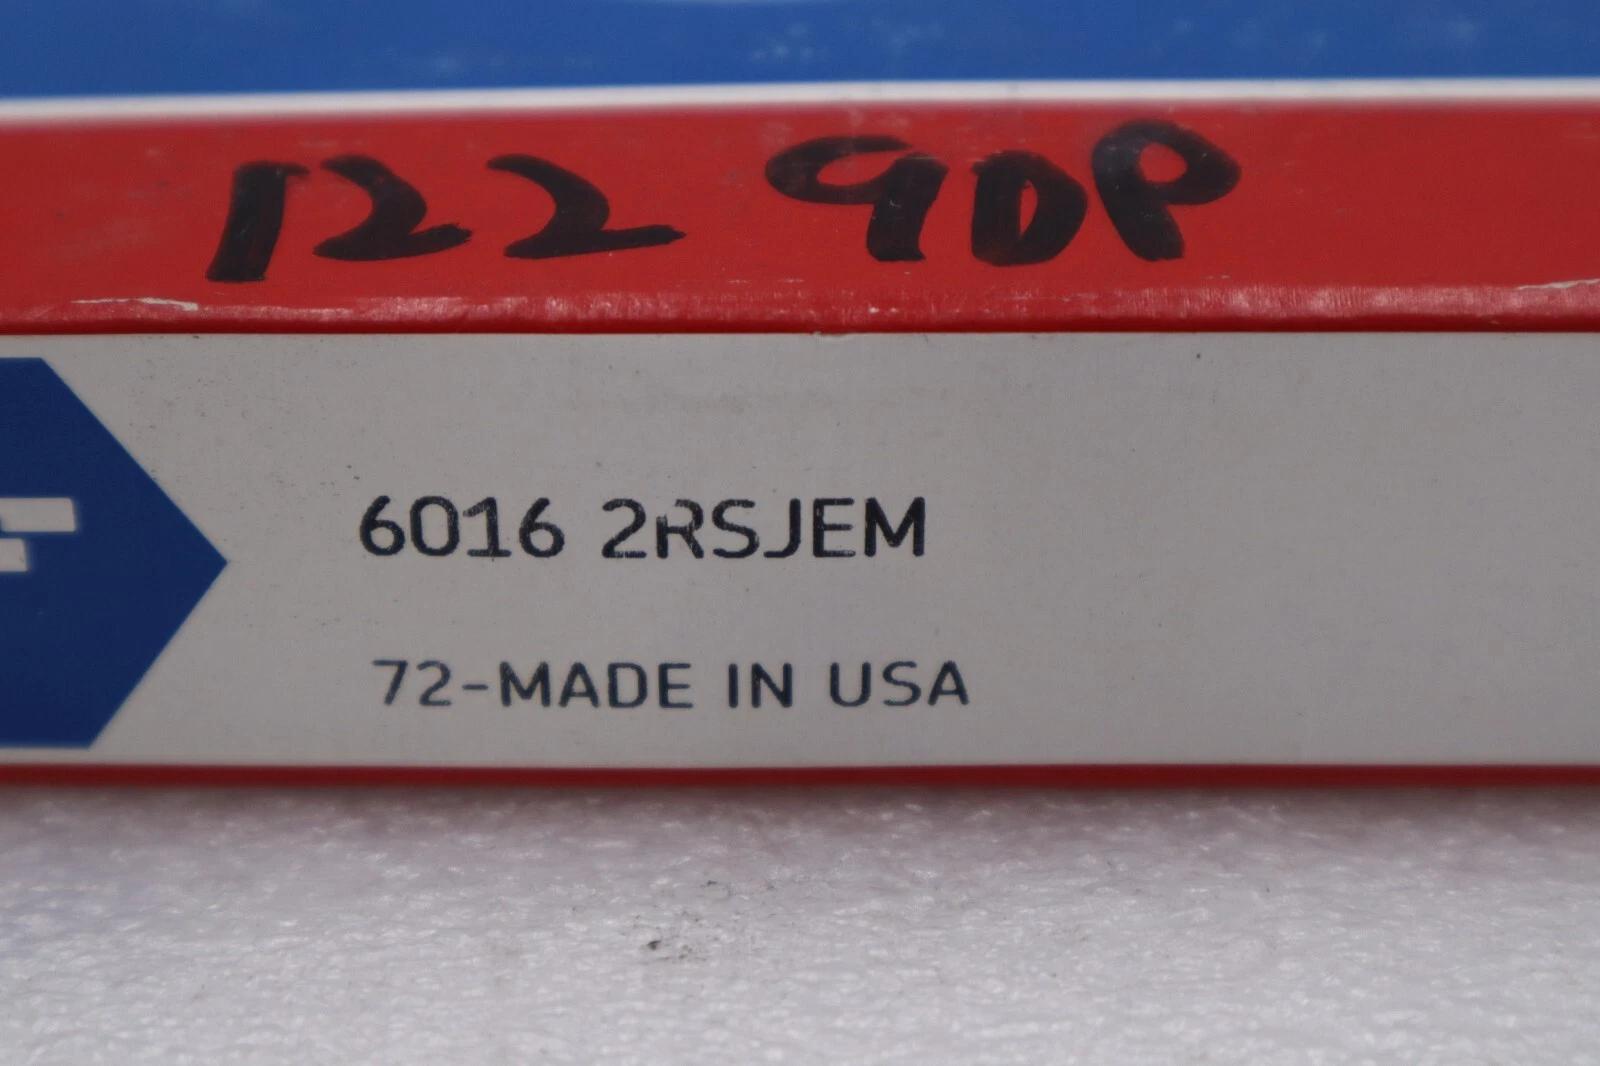 122 9DP
6016 2RSJEM
72-MADE IN USA